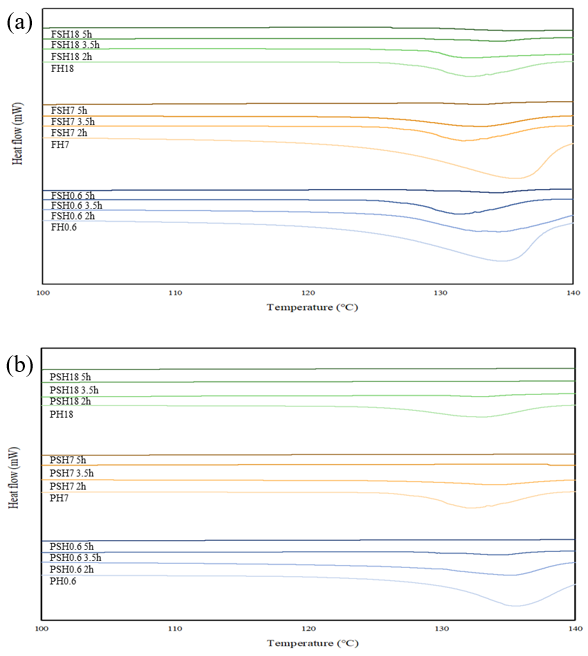 (a)
Heat flow (mW)
FSH18 5h
FSH18 3.5h
FSH18 2h
FH18
FSH7 5h
FSH7 3.5h
FSH7 2h
FH7
FSH0.6 5h
FSH0.6 3.5h
FSH0.6 2h
FH0.6
100 110 120 130 140
Temperature (°C)
(b)
Heat flow (mW)
PSH18 5h
PSH18 3.5h
PSH18 2h
PH18
PSH7 5h
PSH7 3.5h
PSH7 2h
PH7
PSH0.6 5h
PSH0.6 3.5h
PSH0.6 2h
PH0.6
100 110 120 130 140
Temperature (°C)